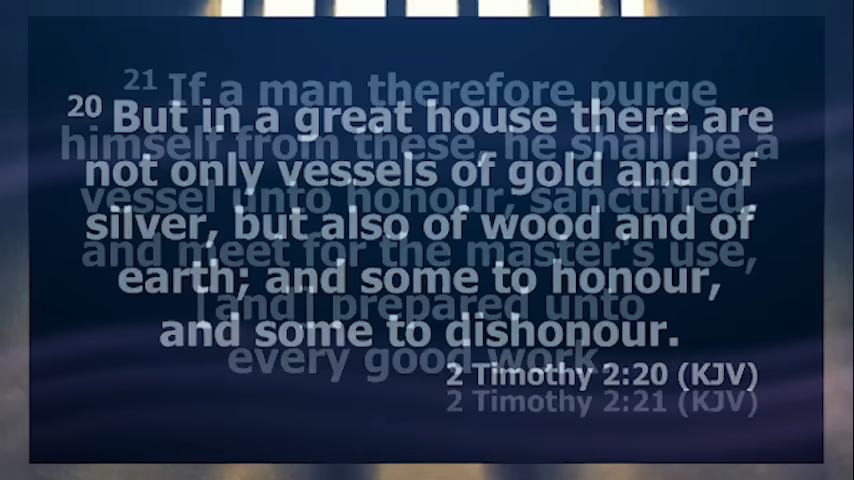 20 But in a great house there are
not only vessels of gold and of
silver, but also of wood and of
earth; and some to honour,
and some to dishonour.
2 Timothy 2:20 (KJV)
21 If a man therefore purge
himself from these, he shall be a
vessel unto honour, sanctified,
and meet for the master's use,
[and] prepared unto
every good work.
2 Timothy 2:21 (KJV)